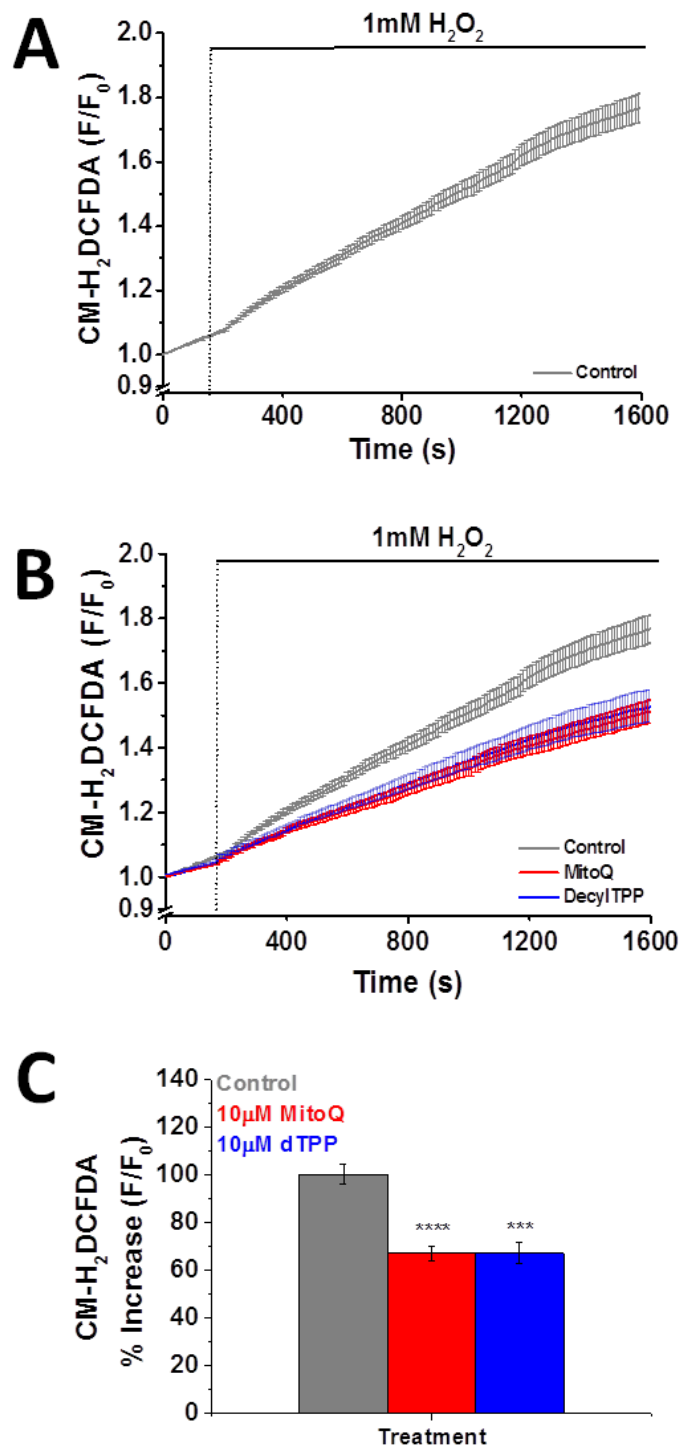 A
1mM H₂O₂
CM-H₂DCFDA (F/F₀)
2.0
1.8
1.6
1.4
1.2
1.0
0.9
Control
0 400 800 1200 1600
Time (s)
B
1mM H₂O₂
CM-H₂DCFDA (F/F₀)
2.0
1.8
1.6
1.4
1.2
1.0
0.9
Control
MitoQ
DecylTPP
0 400 800 1200 1600
Time (s)
C
CM-H₂DCFDA
% Increase (F/F₀)
140
120
100
80
60
40
20
0
Control
10µM MitoQ
10µM dTPP
**** ***
Treatment